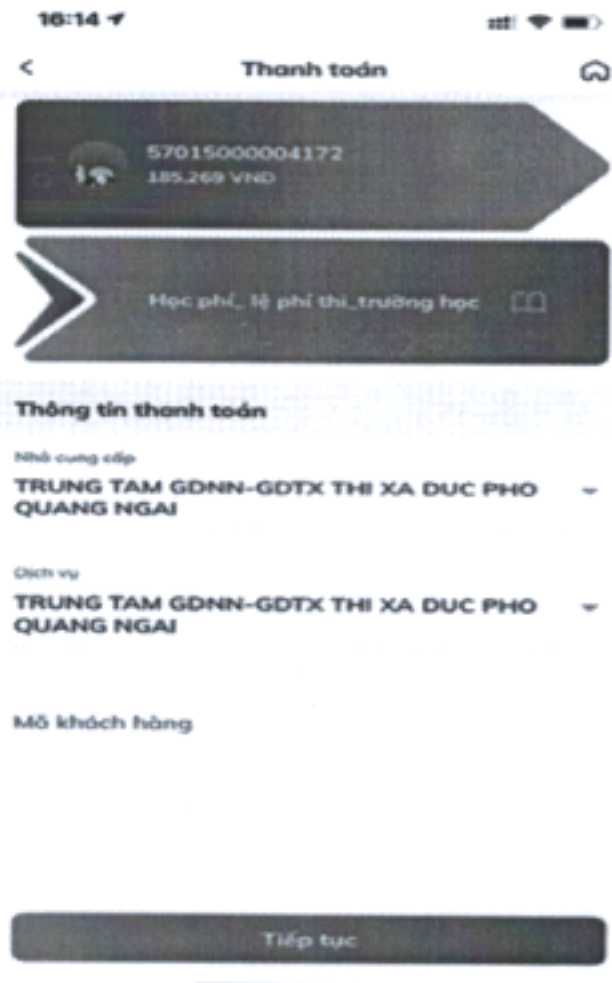 16:14
Thanh toán
57015000004172
185,269 VND
Học phí_ lệ phí thi_trường học
Thông tin thanh toán
Nhà cung cấp
TRUNG TAM GDNN-GDTX THI XA DUC PHO
QUANG NGAI
Dịch vụ
TRUNG TAM GDNN-GDTX THI XA DUC PHO
QUANG NGAI
Mã khách hàng
Tiếp tục